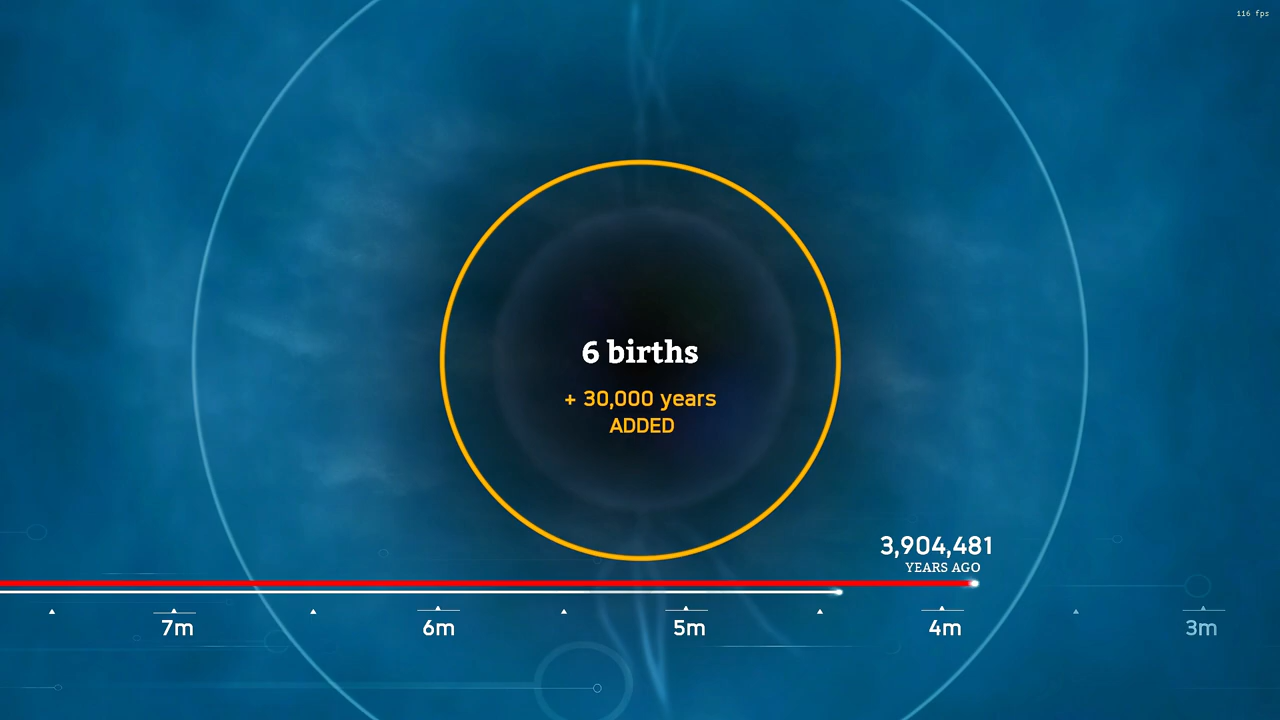 116 fps
6 births
+ 30,000 years
ADDED
3,904,481
YEARS AGO
7m
6m
5m
4m
3m